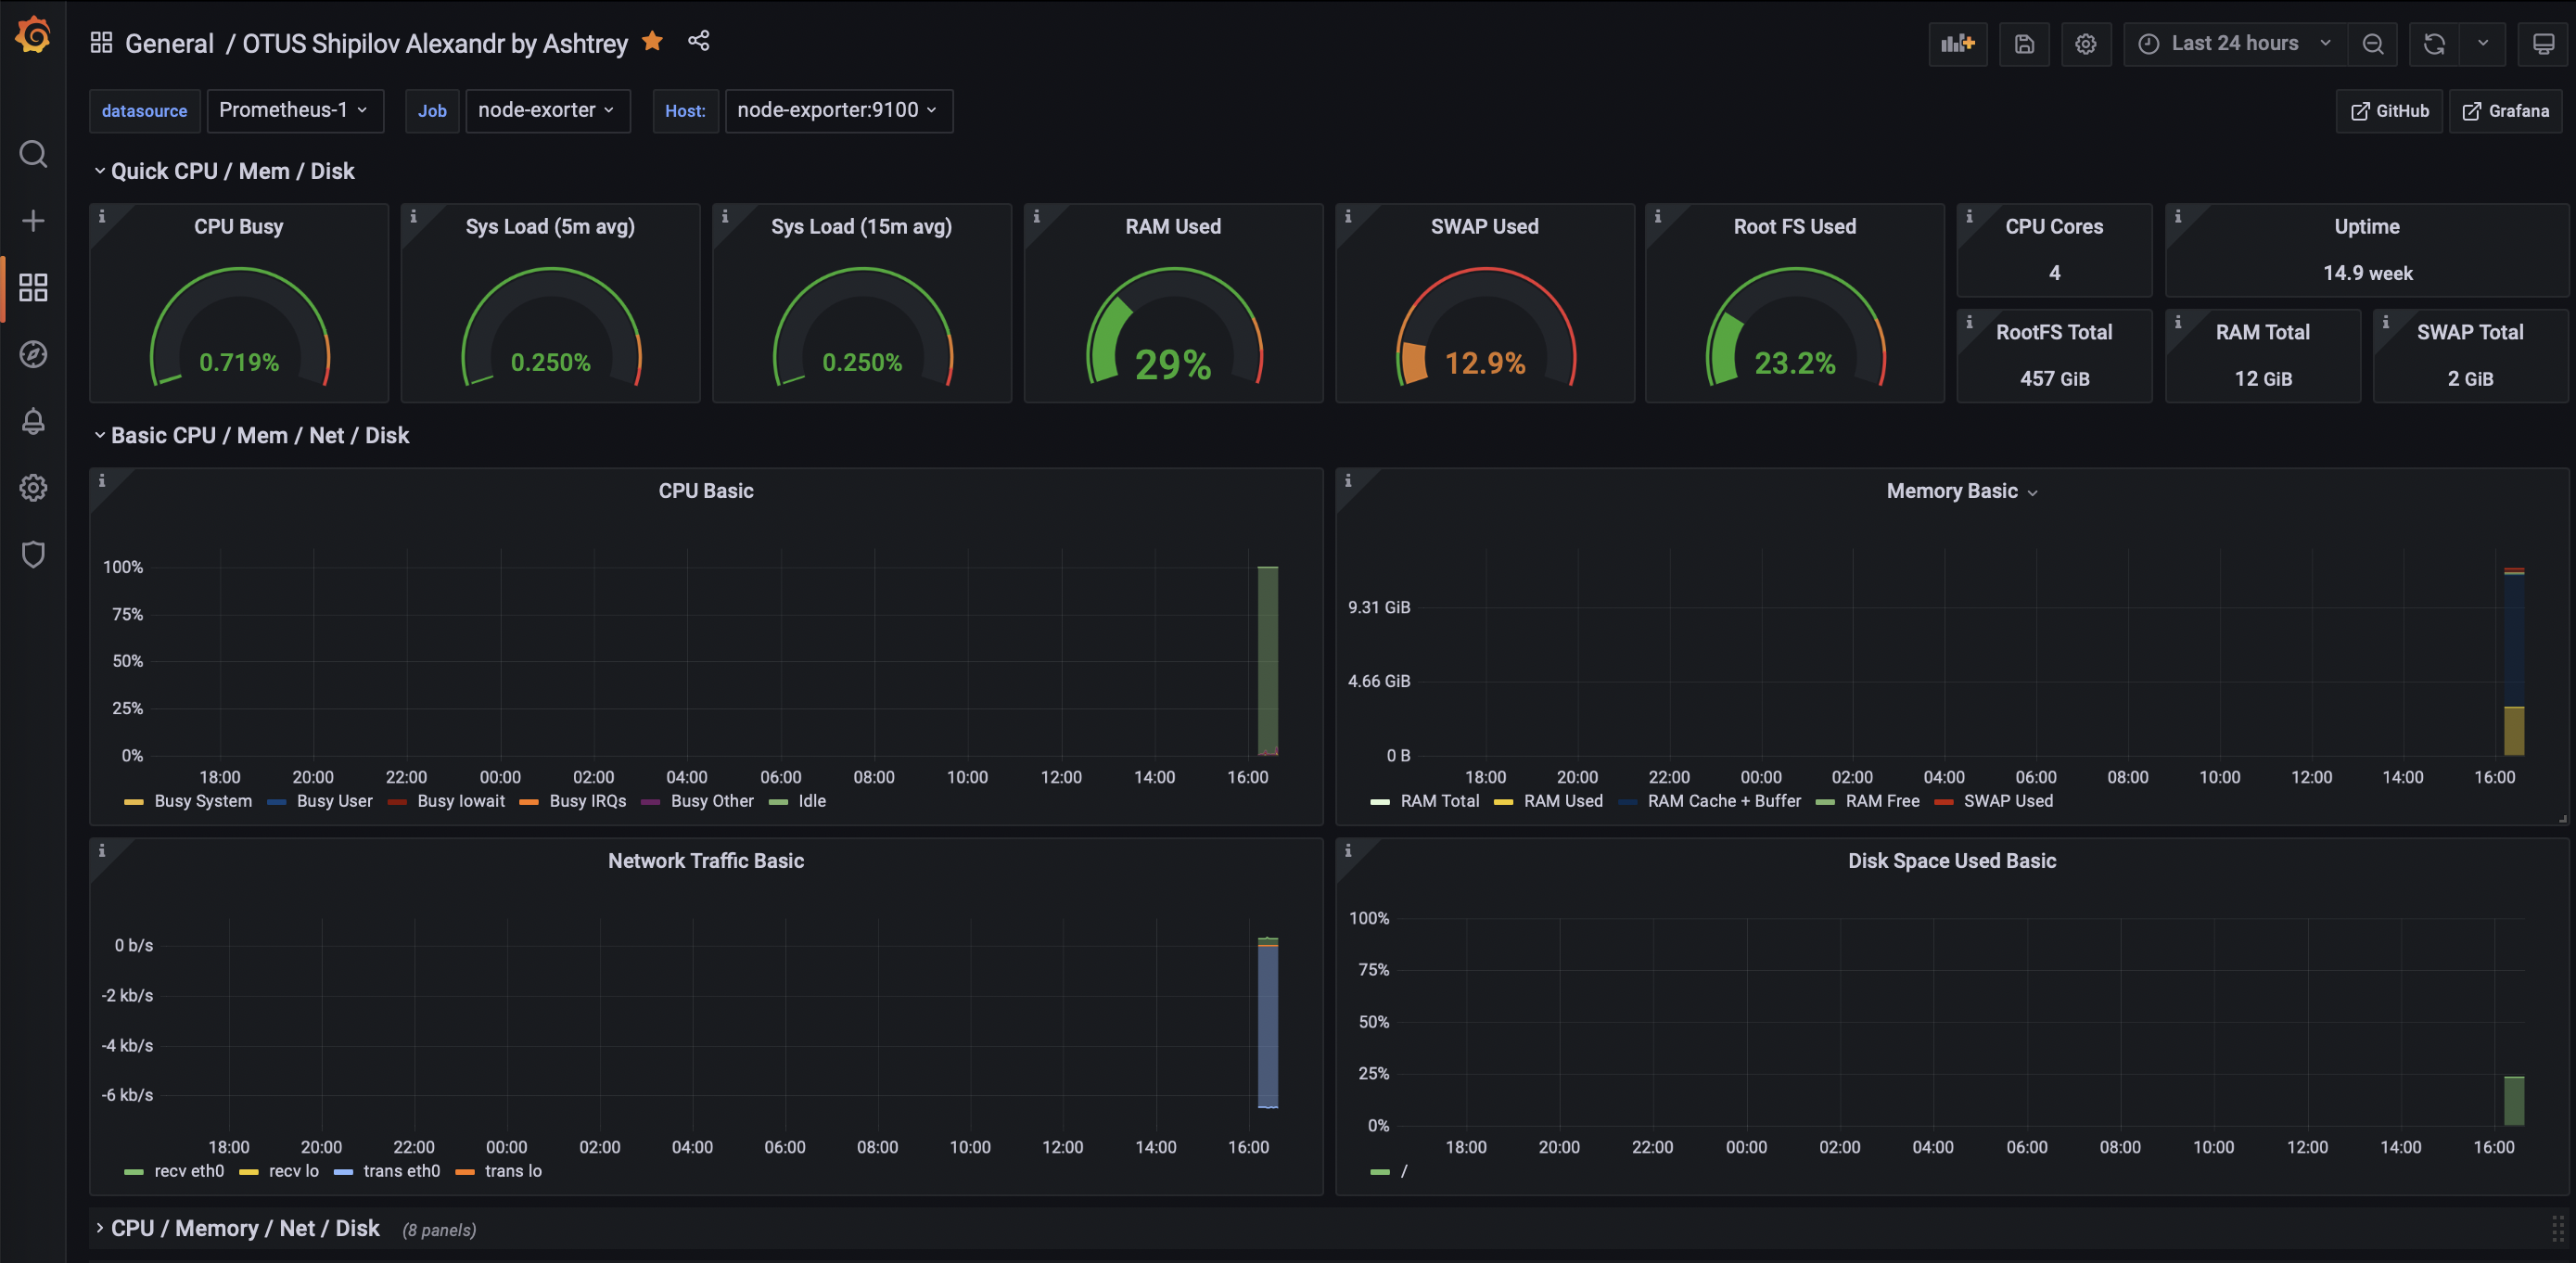 General / OTUS Shipilov Alexandr by Ashtrey
Last 24 hours
datasource Prometheus-1 Job node-exorter Host: node-exporter:9100 GitHub Grafana
Quick CPU / Mem / Disk
CPU Busy
0.719%
Sys Load (5m avg)
0.250%
Sys Load (15m avg)
0.250%
RAM Used
29%
SWAP Used
12.9%
Root FS Used
23.2%
CPU Cores
4
Uptime
14.9 week
RootFS Total
457 GiB
RAM Total
12 GiB
SWAP Total
2 GiB
Basic CPU / Mem / Net / Disk
CPU Basic
100%
75%
50%
25%
0%
18:00 20:00 22:00 00:00 02:00 04:00 06:00 08:00 10:00 12:00 14:00 16:00
Busy System Busy User Busy Iowait Busy IRQs Busy Other Idle
Memory Basic
9.31 GiB
4.66 GiB
0 B
18:00 20:00 22:00 00:00 02:00 04:00 06:00 08:00 10:00 12:00 14:00 16:00
RAM Total RAM Used RAM Cache + Buffer RAM Free SWAP Used
Network Traffic Basic
0 b/s
-2 kb/s
-4 kb/s
-6 kb/s
18:00 20:00 22:00 00:00 02:00 04:00 06:00 08:00 10:00 12:00 14:00 16:00
recv eth0 recv lo trans eth0 trans lo
Disk Space Used Basic
100%
75%
50%
25%
0%
18:00 20:00 22:00 00:00 02:00 04:00 06:00 08:00 10:00 12:00 14:00 16:00
/
CPU / Memory / Net / Disk (8 panels)